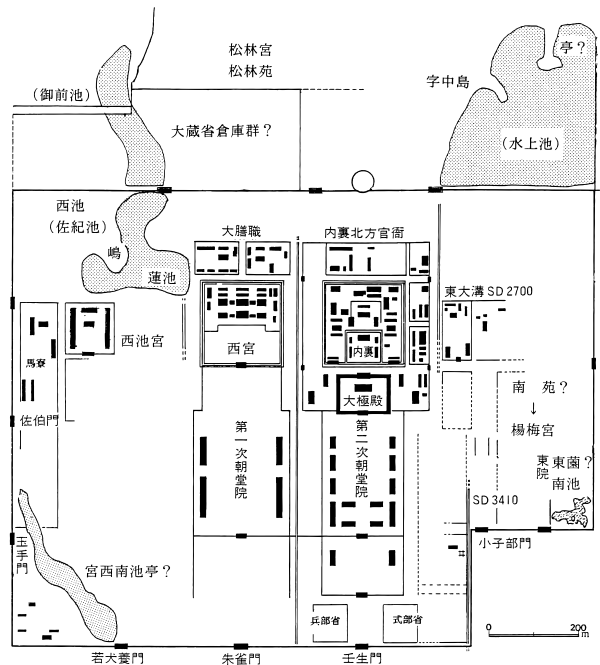 松林宮
松林苑
亭？
(御前池)
字中島
大蔵省倉庫群？
(水上池)
西池
(佐紀池)
嶋
蓮池
大膳職
内裏北方官衙
東大溝 SD 2700
西池宮
馬寮
西宮
内裏
大極殿
南 苑？
↓
楊梅宮
佐伯門
第一次朝堂院
第二次朝堂院
東院
東薗？
南池
SD 3410
小子部門
玉手門
宮西南池亭？
兵部省
式部省
若犬養門
朱雀門
壬生門
0
200
m